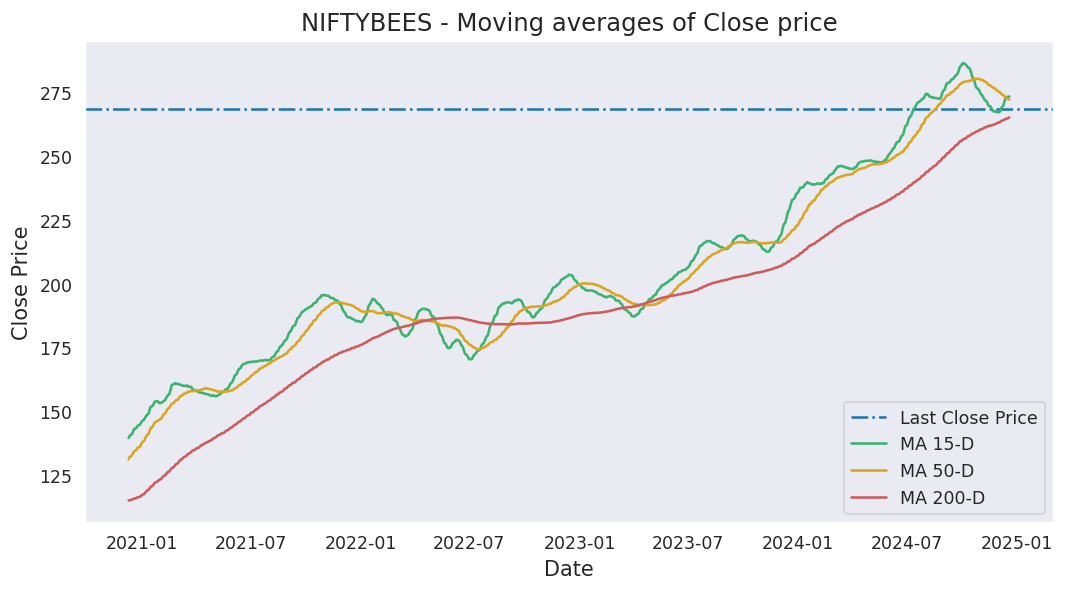 NIFTYBEES - Moving averages of Close price
Close Price
275
250
225
200
175
150
125
Last Close Price
MA 15-D
MA 50-D
MA 200-D
2021-01 2021-07 2022-01 2022-07 2023-01 2023-07 2024-01 2024-07 2025-01
Date